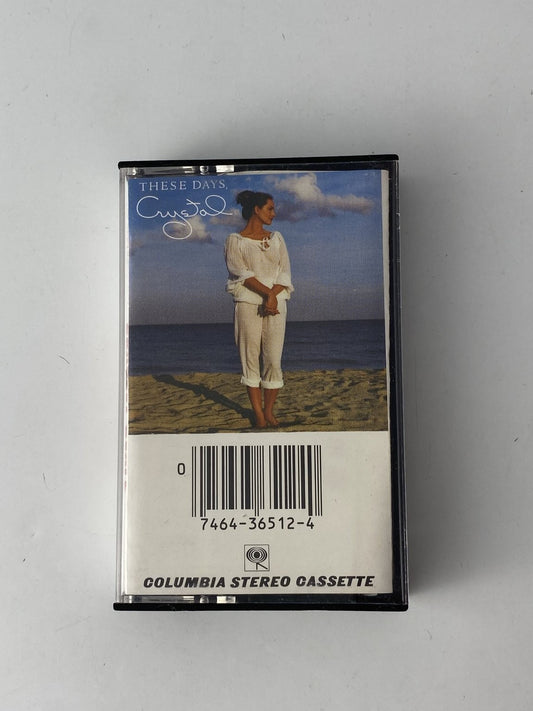 THESE DAYS,
Crystal
0
7464-36512-4
COLUMBIA STEREO CASSETTE